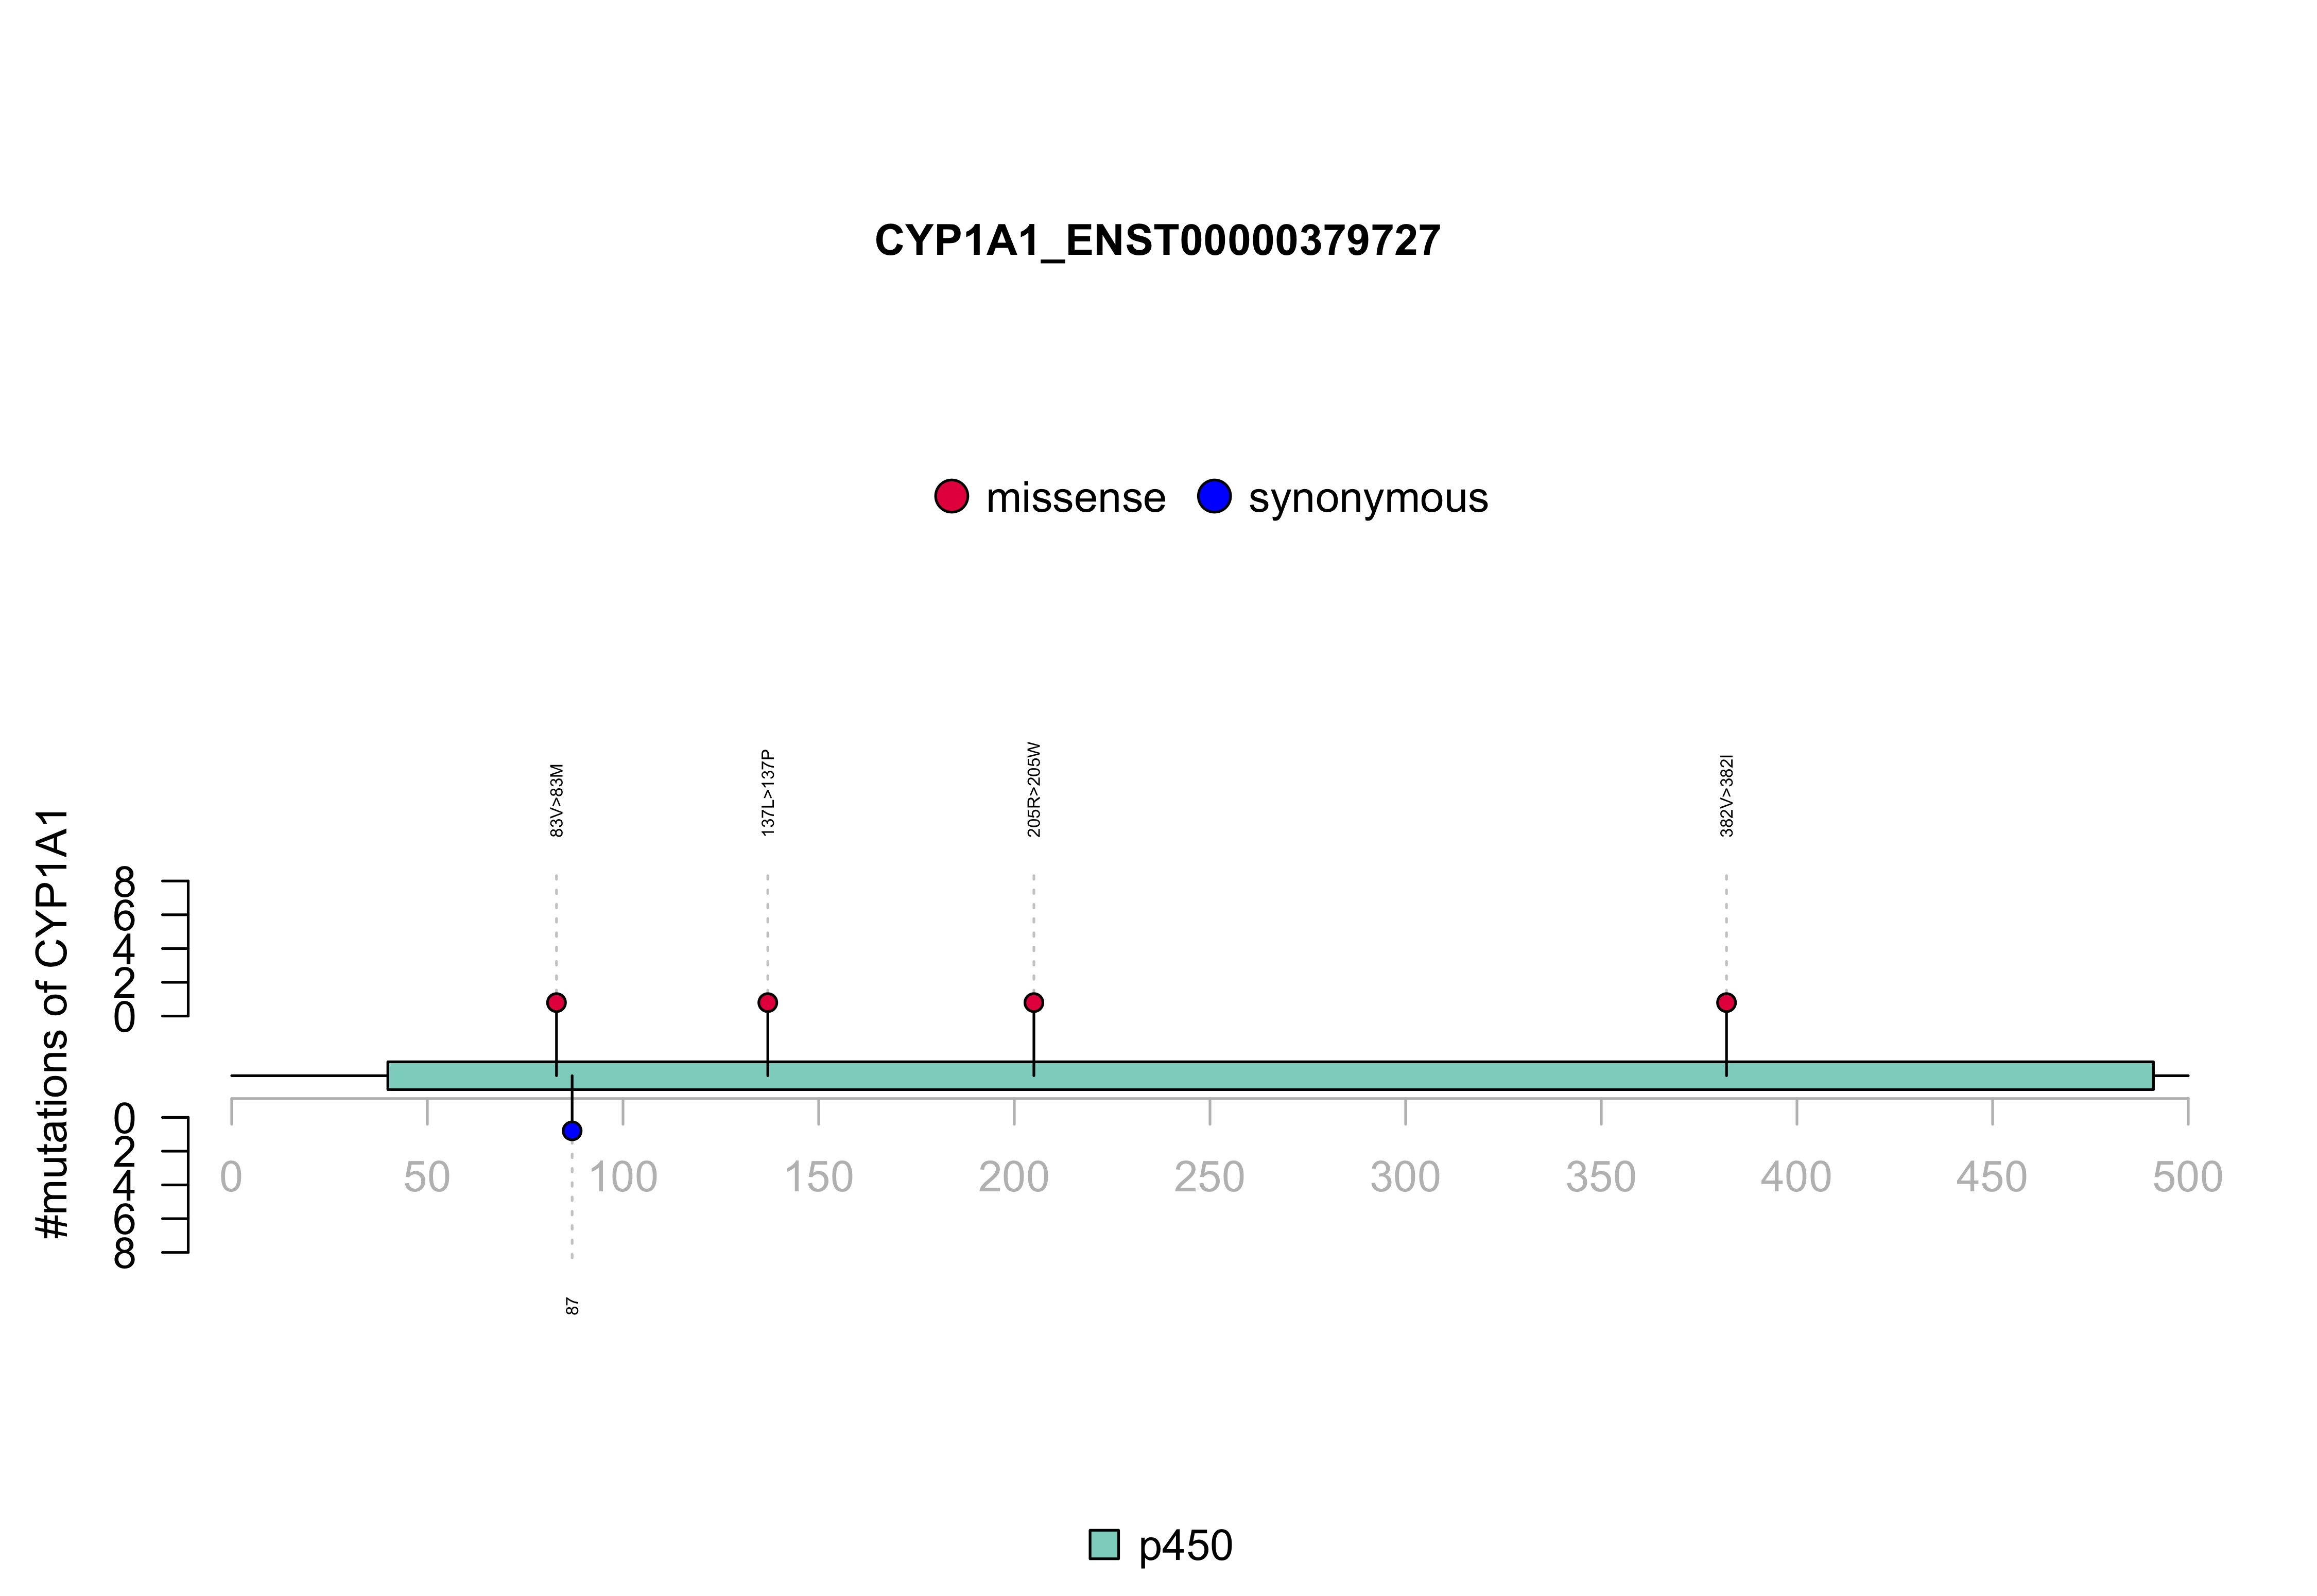 CYP1A1_ENST00000379727
missense synonymous
83V>83M
137L>137P
205R>205W
382V>382I
#mutations of CYP1A1
8
6
4
2
0
0
2
4
6
8
0 50 100 150 200 250 300 350 400 450 500
87
p450